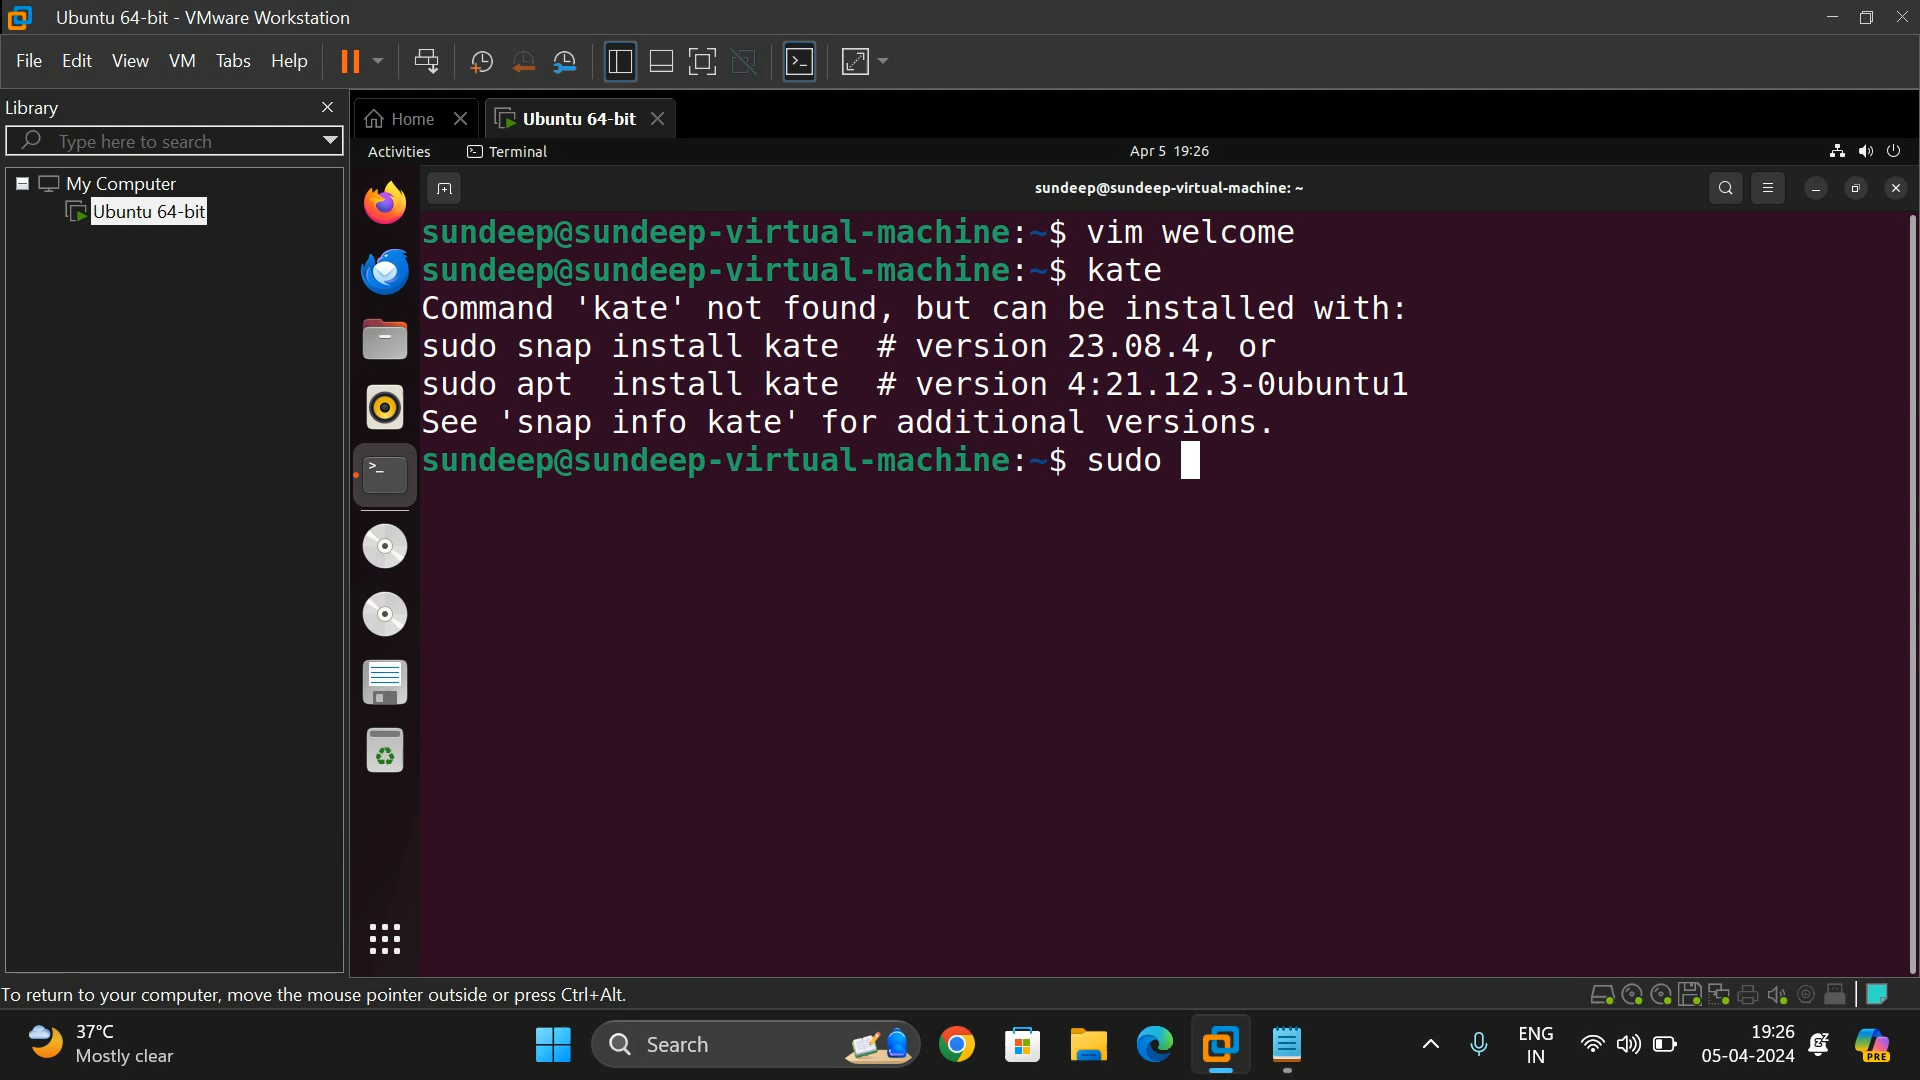 Ubuntu 64-bit - VMware Workstation
File Edit View VM Tabs Help
Library
Type here to search
My Computer
Ubuntu 64-bit
Home
Ubuntu 64-bit
Activities Terminal Apr 5 19:26
sundeep@sundeep-virtual-machine: ~
sundeep@sundeep-virtual-machine:~$ vim welcome
sundeep@sundeep-virtual-machine:~$ kate
Command 'kate' not found, but can be installed with:
sudo snap install kate  # version 23.08.4, or
sudo apt  install kate  # version 4:21.12.3-0ubuntu1
See 'snap info kate' for additional versions.
sundeep@sundeep-virtual-machine:~$ sudo
To return to your computer, move the mouse pointer outside or press Ctrl+Alt.
37°C
Mostly clear
Search
ENG
IN
19:26
05-04-2024
PRE